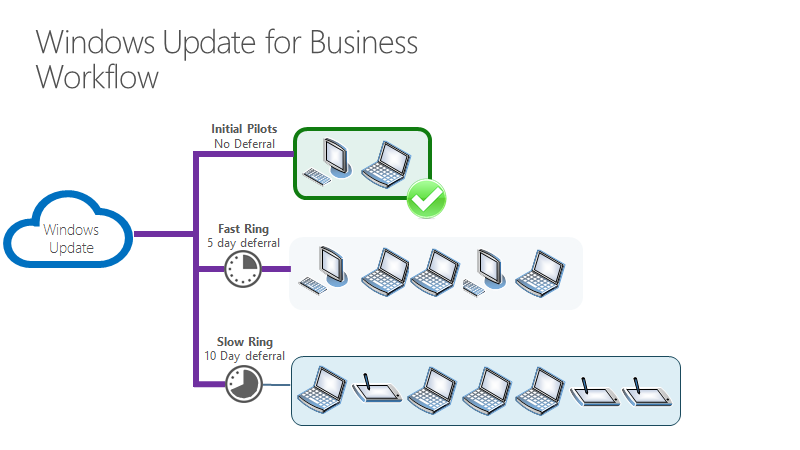 Windows Update for Business
Workflow
Initial Pilots
No Deferral
Windows
Update
Fast Ring
5 day deferral
Slow Ring
10 Day deferral